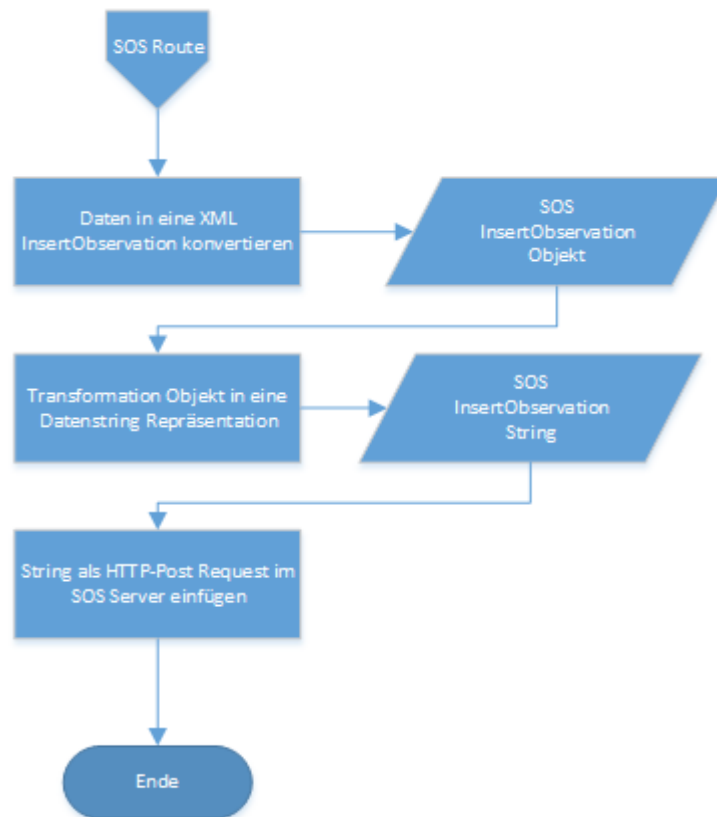 SOS Route
Daten in eine XML
InsertObservation konvertieren
SOS
InsertObservation
Objekt
Transformation Objekt in eine
Datenstring Repräsentation
SOS
InsertObservation
String
String als HTTP-Post Request im
SOS Server einfügen
Ende